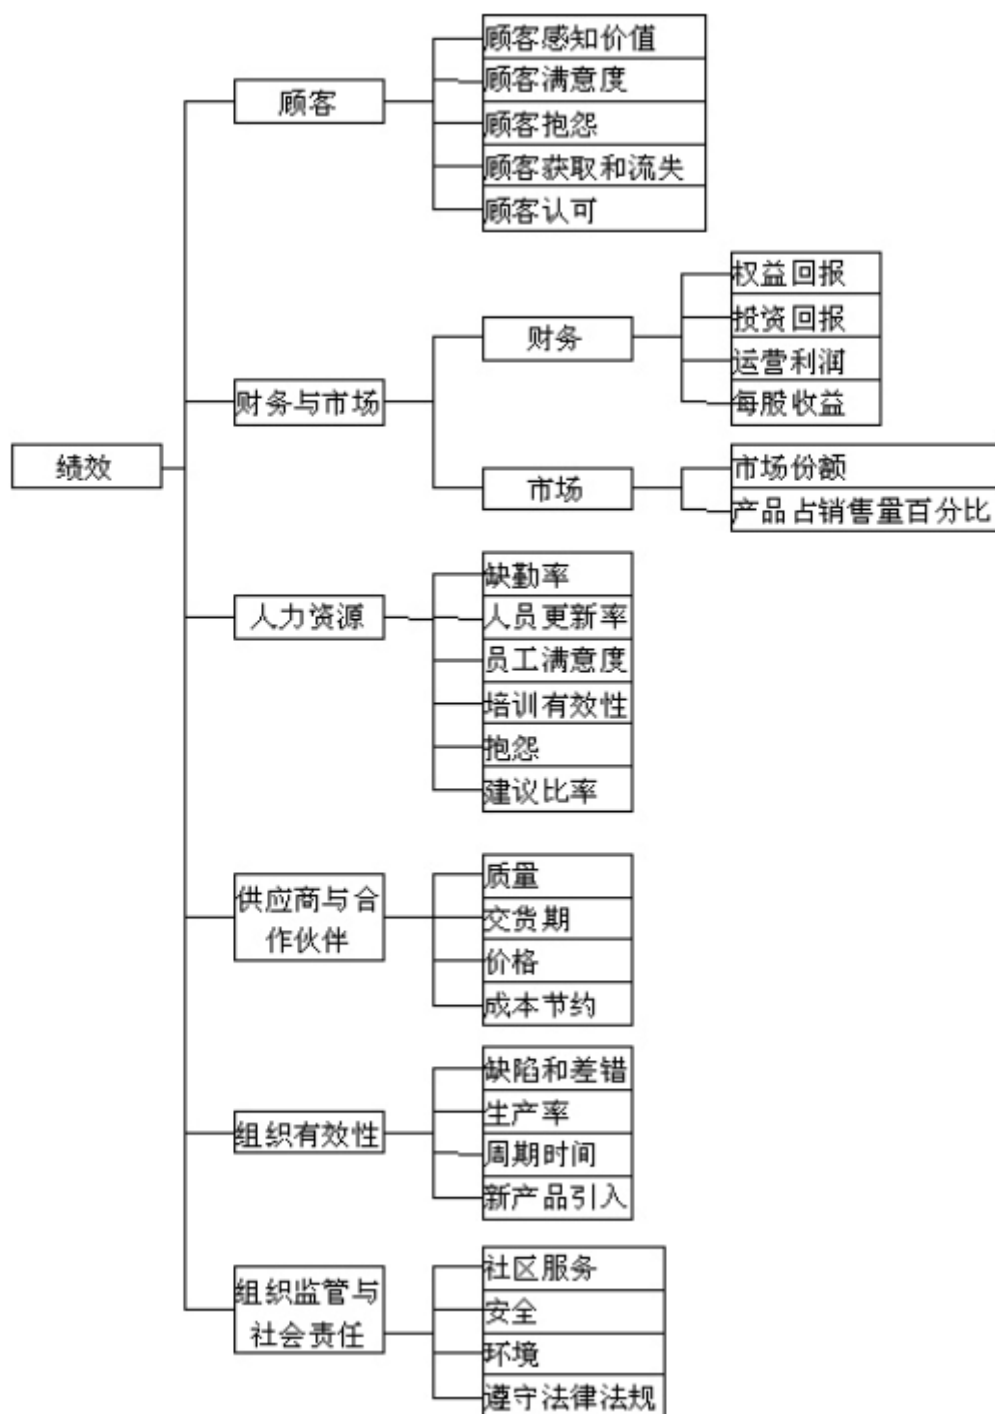 顾客感知价值
顾客满意度
顾客
顾客抱怨
顾客获取和流失
顾客认可
权益回报
投资回报
财务
运营利润
每股收益
财务与市场
绩效
市场份额
市场
产品占销售量百分比
缺勤率
人力资源
人员更新率
员工满意度
培训有效性
抱怨
建议比率
质量
供应商与合
作伙伴
交货期
价格
成本节约
缺陷和差错
生产率
组织有效性
周期时间
新产品引入
社区服务
组织监管与
社会责任
安全
环境
遵守法律法规